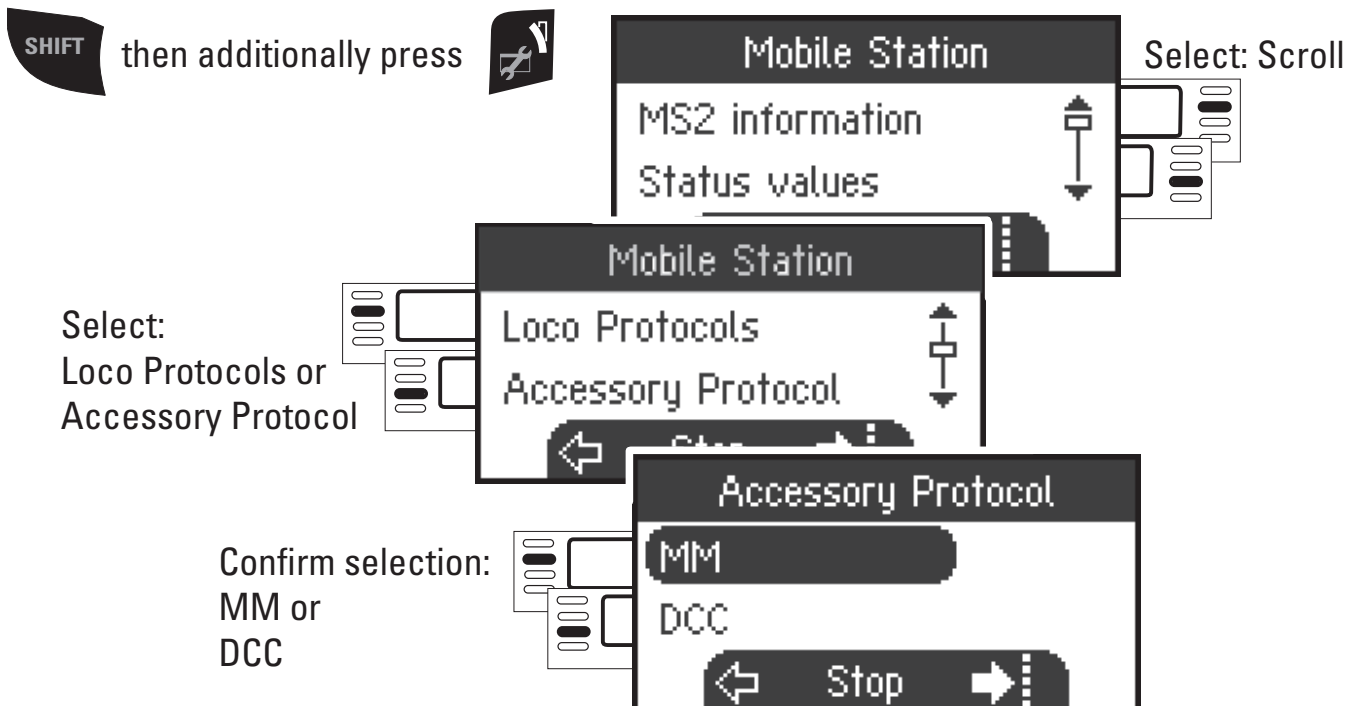 SHIFT
then additionally press
Mobile Station
Select: Scroll
MS2 information
Status values
Mobile Station
Select:
Loco Protocols or
Accessory Protocol
Loco Protocols
Accessory Protocol
Stop
Accessory Protocol
Confirm selection:
MM or
DCC
MM
DCC
Stop